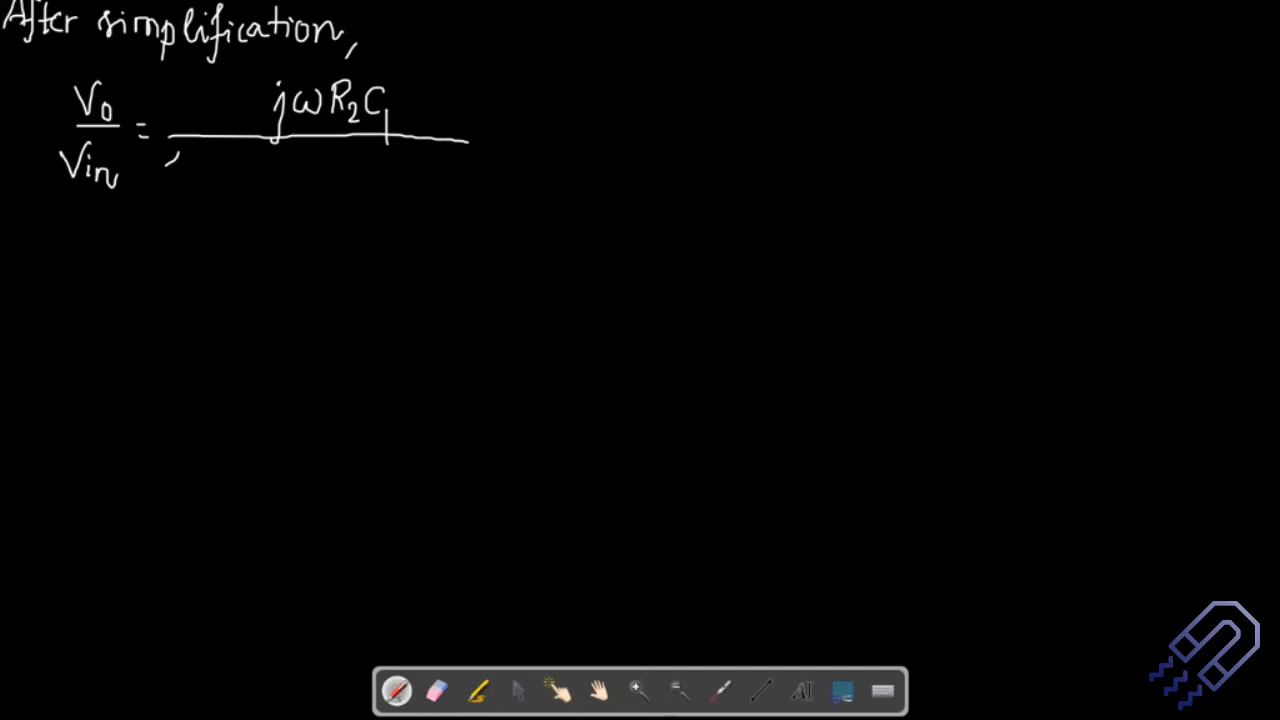 After simplification,
V₀/Vin = jωR₂C₁